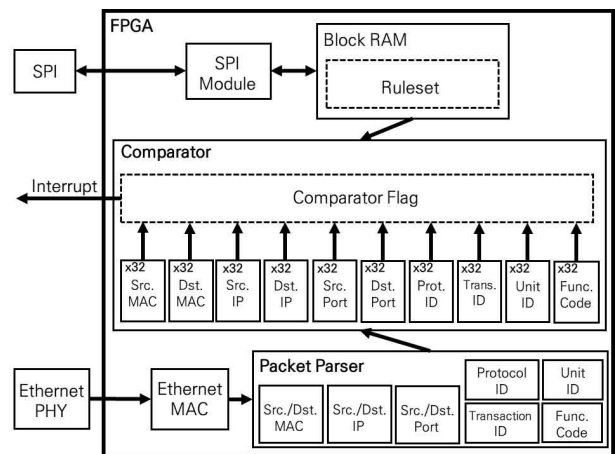 FPGA
SPI
SPI
Module
Block RAM
Ruleset
Comparator
Interrupt
Comparator Flag
x32
Src.
MAC
x32
Dst.
MAC
x32
Src.
IP
x32
Dst.
IP
x32
Src.
Port
x32
Dst.
Port
x32
Prot.
ID
x32
Trans.
ID
x32
Unit
ID
x32
Func.
Code
Ethernet
PHY
Ethernet
MAC
Packet Parser
Src./Dst.
MAC
Src./Dst.
IP
Src./Dst.
Port
Protocol
ID
Unit
ID
Transaction
ID
Func.
Code